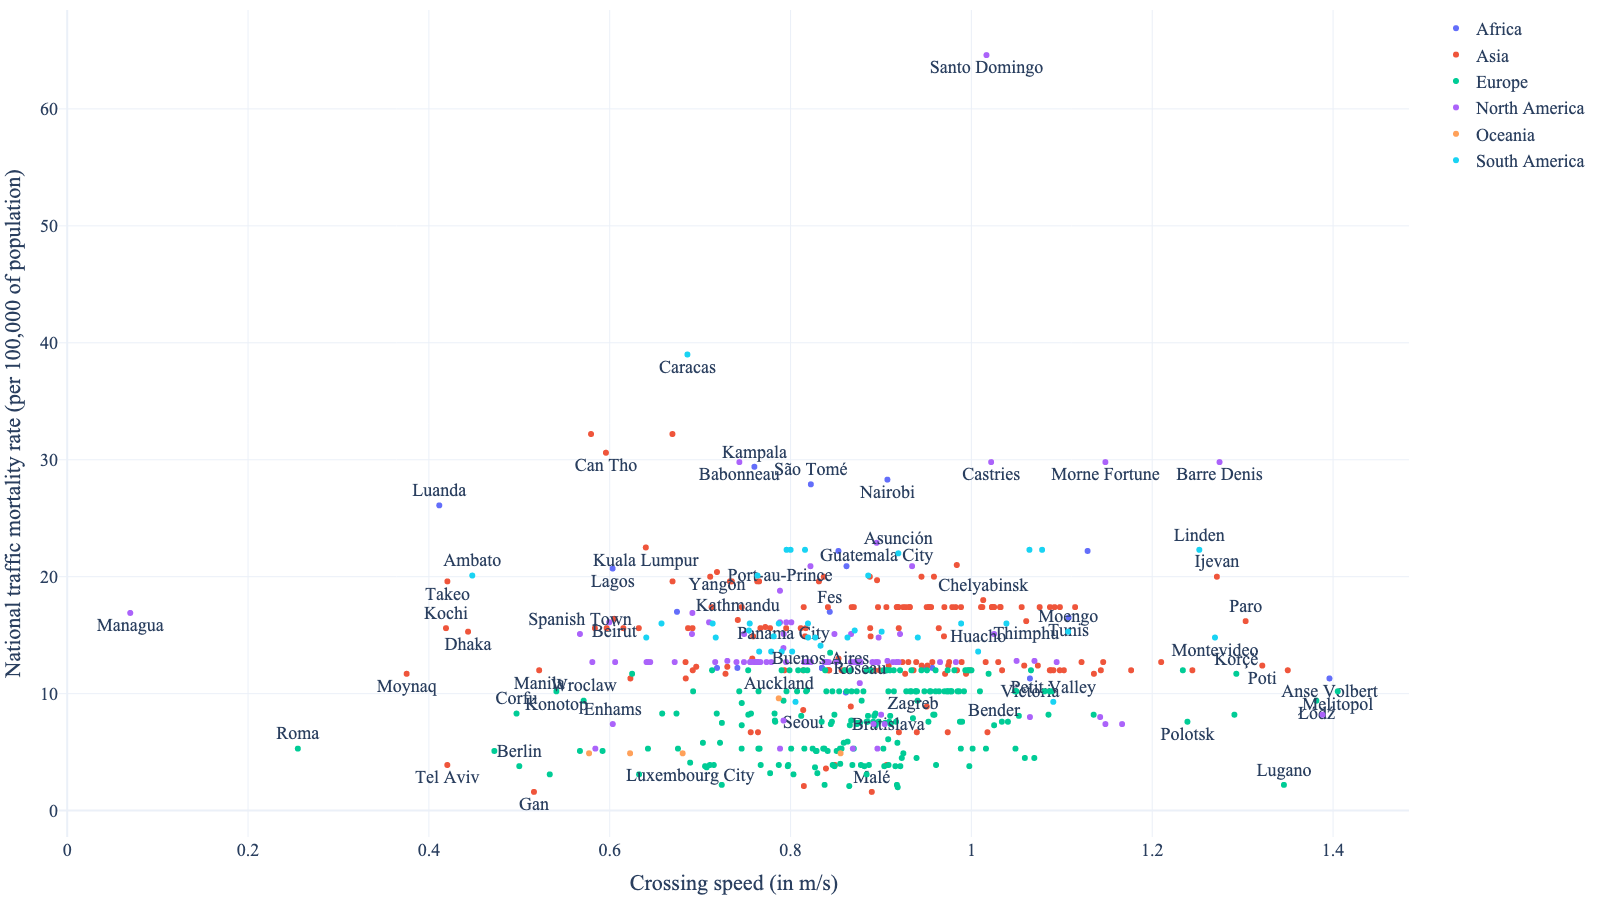 Africa
Asia
Europe
North America
Oceania
South America
Santo Domingo
60
50
40
Caracas
Kampala
30
Can Tho
Babonneau
São Tomé
Castries
Morne Fortune
Barre Denis
Luanda
Nairobi
Asunción
Linden
Guatemala City
Ambato
Kuala Lumpur
Ijevan
20
Lagos
Port-au-Prince
Yangon
Chelyabinsk
Takeo
Fes
Kathmandu
Paro
Kochi
Spanish Town
Moengo
Managua
Beirut
Panama City
Huacho
Thimphu
Tunis
Dhaka
Montevideo
Buenos Aires
Korçë
Roseau
Poti
Moynaq
Manila
Wroclaw
Auckland
Victoria
Petit Valley
Anse Volbert
10
Corfu
Konotop
Enhams
Zagreb
Bender
Melitopol
Łódź
Seoul
Bratislava
Roma
Polotsk
Berlin
Tel Aviv
Luxembourg City
Malé
Lugano
Gan
0
0
0.2
0.4
0.6
0.8
1
1.2
1.4
Crossing speed (in m/s)
National traffic mortality rate (per 100,000 of population)